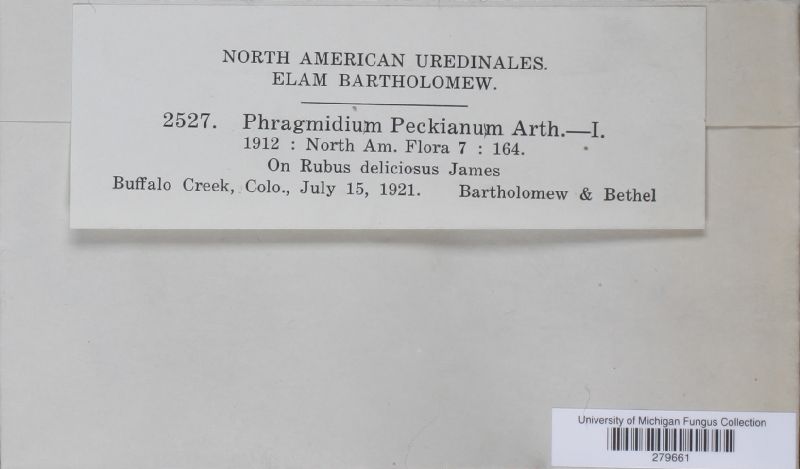 NORTH AMERICAN UREDINALES.
ELAM BARTHOLOMEW.
2527. Phragmidium Peckianum Arth.—I.
1912 : North Am. Flora 7 : 164.
On Rubus deliciosus James
Buffalo Creek, Colo., July 15, 1921. Bartholomew & Bethel
University of Michigan Fungus Collection
279661